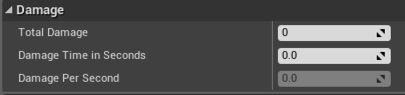 Damage
Total Damage 0
Damage Time in Seconds 0.0
Damage Per Second 0.0